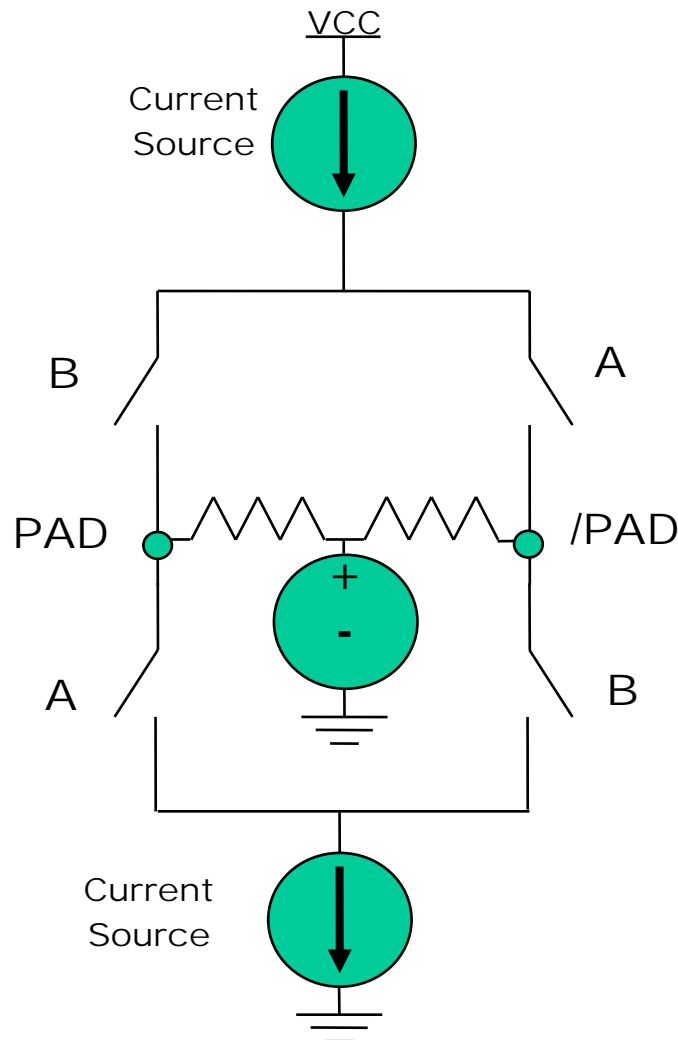 VCC
Current
Source
B
A
PAD
/PAD
+
-
A
B
Current
Source